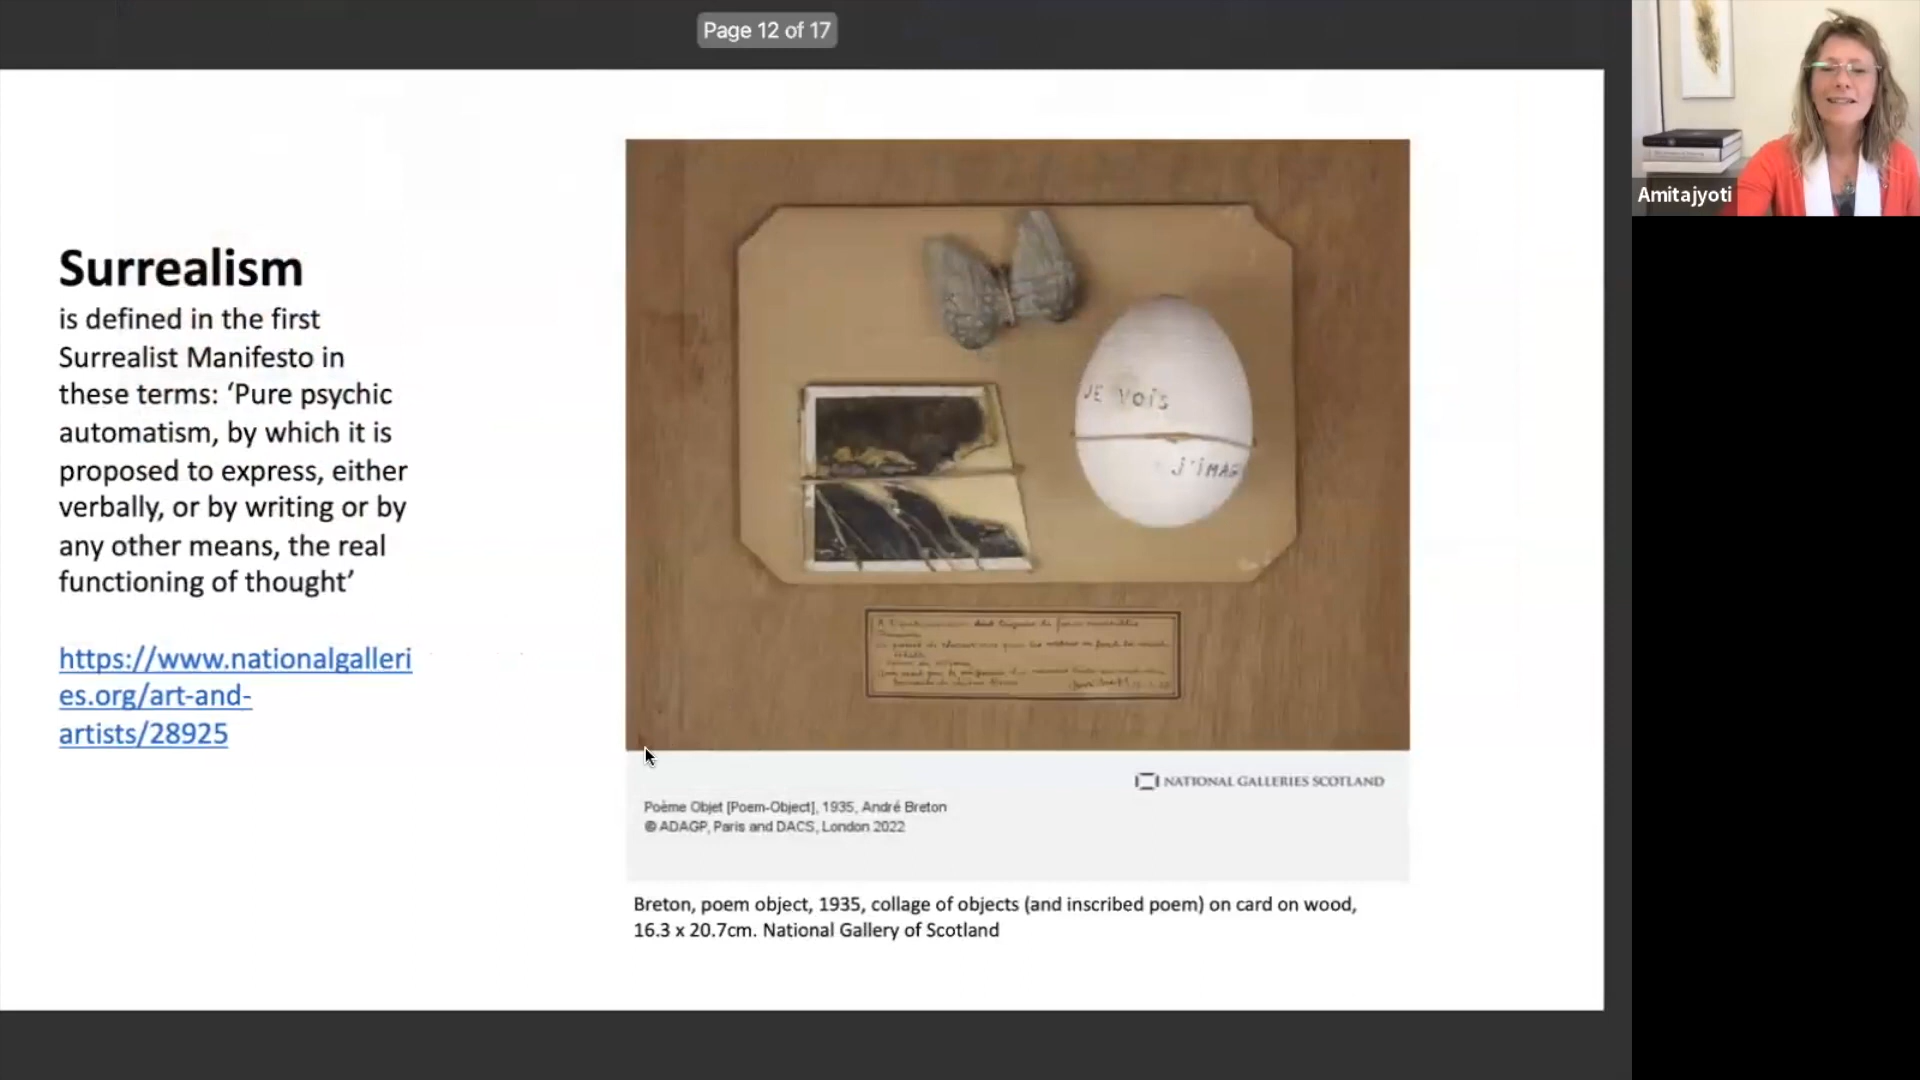 Page 12 of 17
Amitajyoti
Surrealism
is defined in the first
Surrealist Manifesto in
these terms: ‘Pure psychic
automatism, by which it is
proposed to express, either
verbally, or by writing or by
any other means, the real
functioning of thought’
https://www.nationalgalleri
es.org/art-and-
artists/28925
JE VOIS
J'IMAG
NATIONAL GALLERIES SCOTLAND
Poème Objet [Poem-Object], 1935, André Breton
© ADAGP, Paris and DACS, London 2022
Breton, poem object, 1935, collage of objects (and inscribed poem) on card on wood,
16.3 x 20.7cm. National Gallery of Scotland